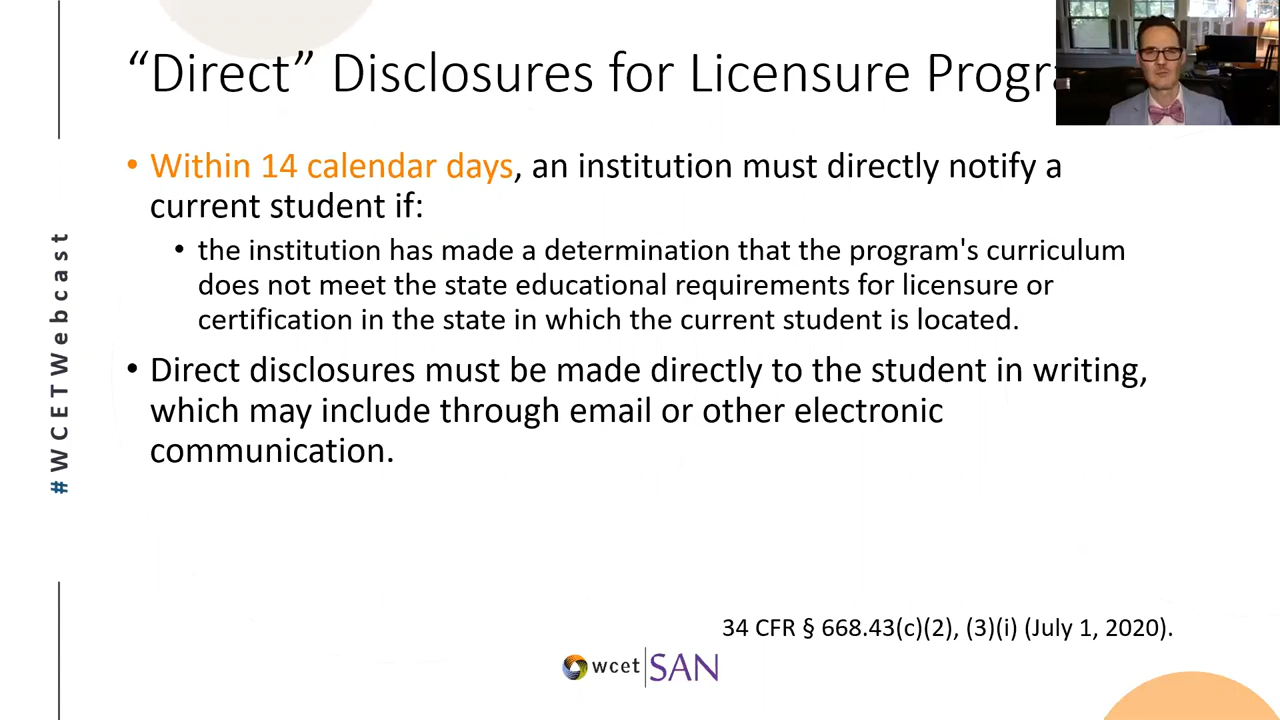 “Direct” Disclosures for Licensure Progra
• Within 14 calendar days, an institution must directly notify a
current student if:
• the institution has made a determination that the program's curriculum
does not meet the state educational requirements for licensure or
certification in the state in which the current student is located.
• Direct disclosures must be made directly to the student in writing,
which may include through email or other electronic
communication.
#WCETWebcast
34 CFR § 668.43(c)(2), (3)(i) (July 1, 2020).
wcet|SAN